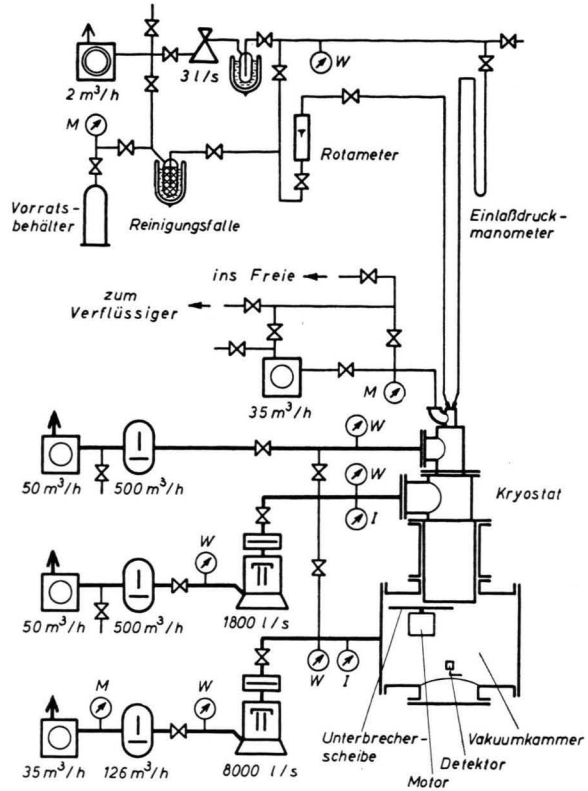 3 l/s
W
2 m³/h
M
Rotameter
Vorrats-
behälter
Reinigungsfalle
Einlaßdruck-
manometer
ins Freie
zum
Verflüssiger
M
35 m³/h
W
50 m³/h
500 m³/h
W
Kryostat
I
W
50 m³/h
500 m³/h
1800 l/s
W
I
M
W
Unterbrecher-
scheibe
Vakuumkammer
Detektor
Motor
35 m³/h
126 m³/h
8000 l/s